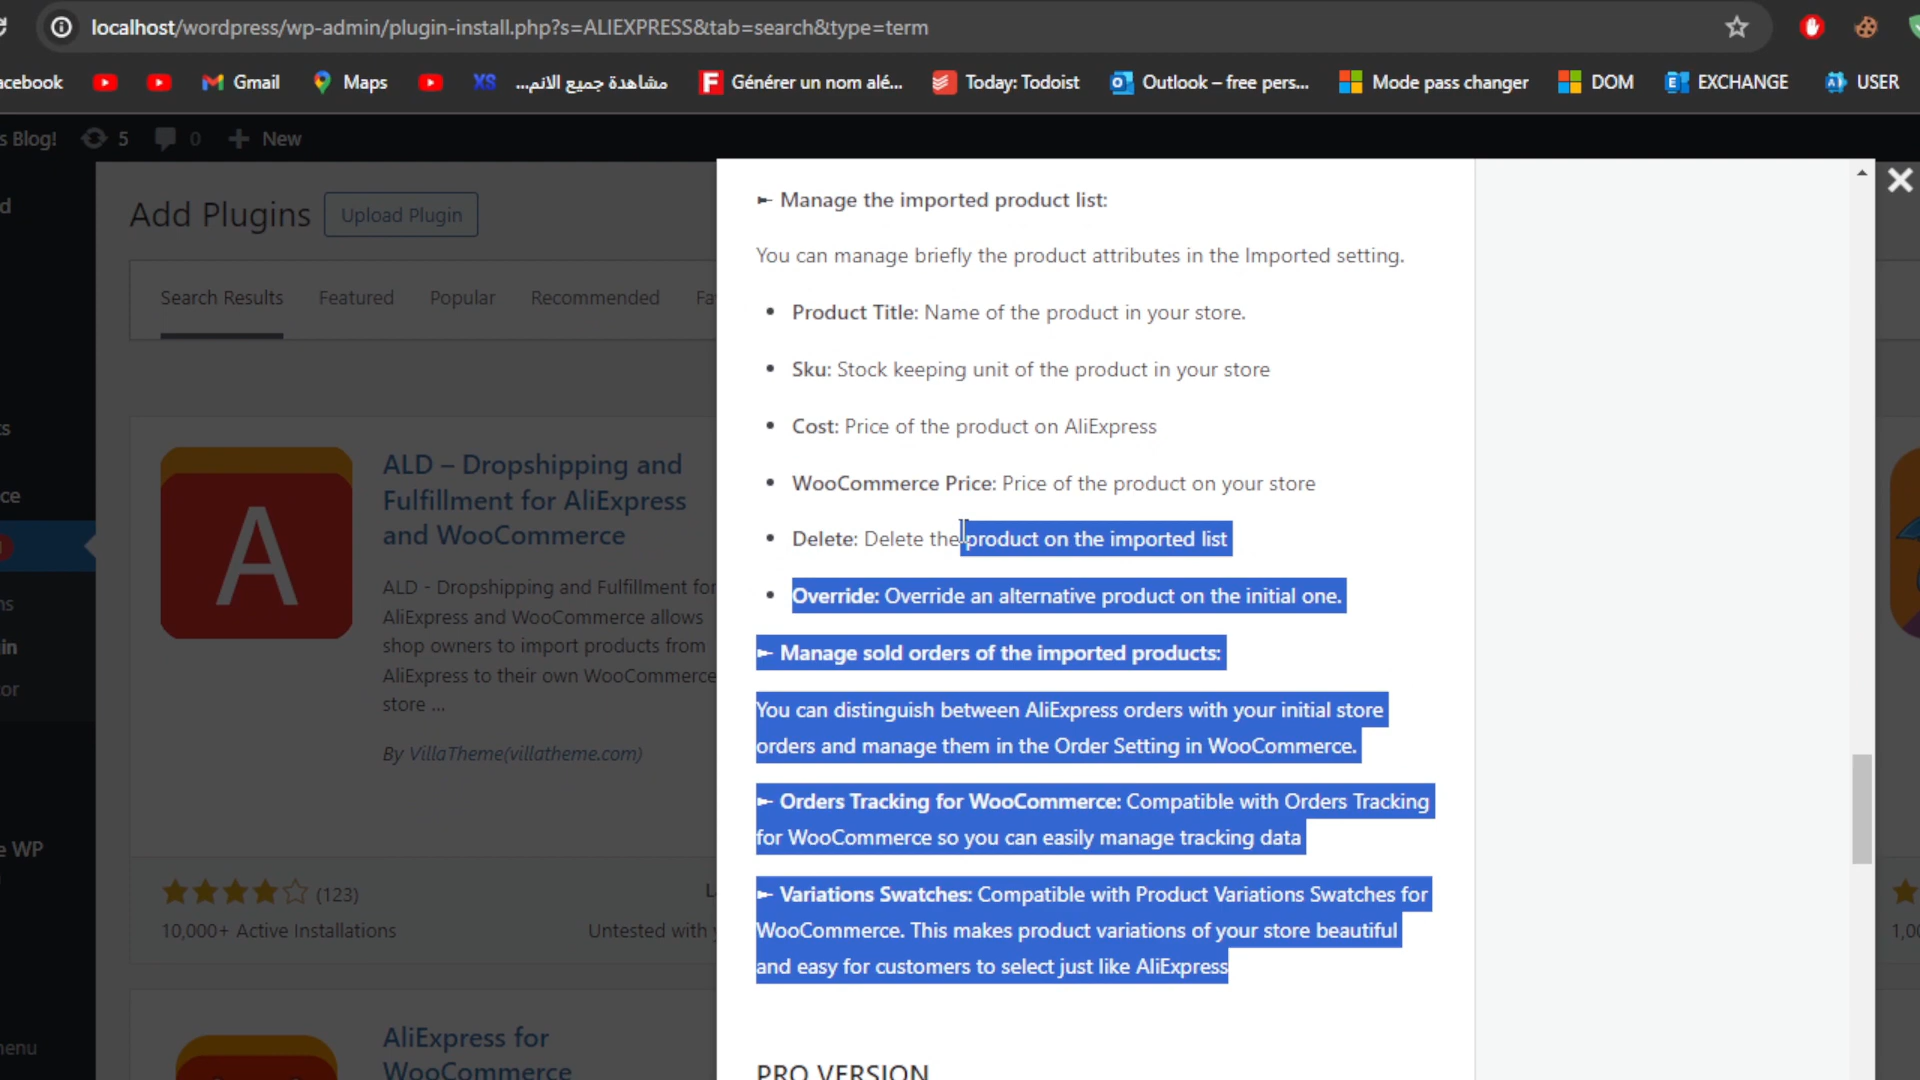 localhost/wordpress/wp-admin/plugin-install.php?s=ALIEXPRESS&tab=search&type=term
acebook Gmail Maps XS مشاهدة جميع الانم... Générer un nom alé... Today: Todoist Outlook – free pers... Mode pass changer DOM EXCHANGE USER
s Blog! 5 0 New
Add Plugins Upload Plugin
Search Results Featured Popular Recommended Fa
ALD – Dropshipping and
Fulfillment for AliExpress
and WooCommerce
ALD - Dropshipping and Fulfillment for
AliExpress and WooCommerce allows
shop owners to import products from
AliExpress to their own WooCommerce
store ...
By VillaTheme(villatheme.com)
A
(123)
10,000+ Active Installations
Untested with
AliExpress for
WooCommerce
e WP
enu
► Manage the imported product list:
You can manage briefly the product attributes in the Imported setting.
• Product Title: Name of the product in your store.
• Sku: Stock keeping unit of the product in your store
• Cost: Price of the product on AliExpress
• WooCommerce Price: Price of the product on your store
• Delete: Delete the product on the imported list
• Override: Override an alternative product on the initial one.
► Manage sold orders of the imported products:
You can distinguish between AliExpress orders with your initial store
orders and manage them in the Order Setting in WooCommerce.
► Orders Tracking for WooCommerce: Compatible with Orders Tracking
for WooCommerce so you can easily manage tracking data
► Variations Swatches: Compatible with Product Variations Swatches for
WooCommerce. This makes product variations of your store beautiful
and easy for customers to select just like AliExpress
PRO VERSION
1,00